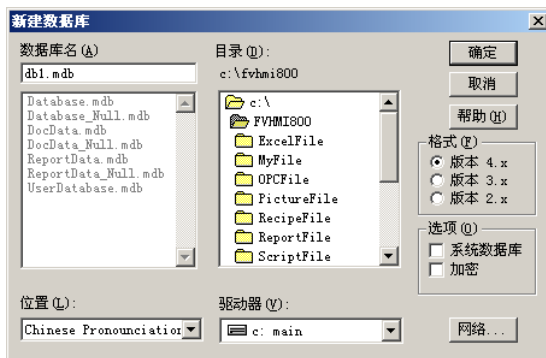 新建数据库
数据库名(A)
db1.mdb
Database.mdb
Database_Null.mdb
DocData.mdb
DocData_Null.mdb
ReportData.mdb
ReportData_Null.mdb
UserDatabase.mdb
目录(D):
c:\fvhmi800
c:\
FVHMI800
ExcelFile
MyFile
OPCFile
PictureFile
RecipeFile
ReportFile
ScriptFile
确定
取消
帮助(H)
格式(F)
版本 4.x
版本 3.x
版本 2.x
选项(O)
系统数据库
加密
位置(L):
Chinese Pronounciation
驱动器(V):
c: main
网络...